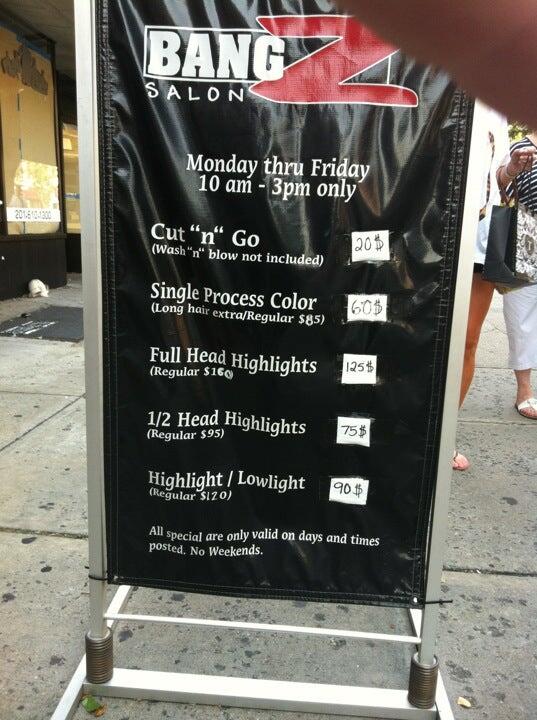 BANGZ
SALON
Monday thru Friday
10 am - 3pm only
Cut "n" Go
(Wash "n" blow not included)
20$
Single Process Color
(Long hair extra/Regular $85)
60$
Full Head Highlights
(Regular $160)
125$
1/2 Head Highlights
(Regular $95)
75$
Highlight / Lowlight
(Regular $120)
90$
All special are only valid on days and times
posted. No Weekends.